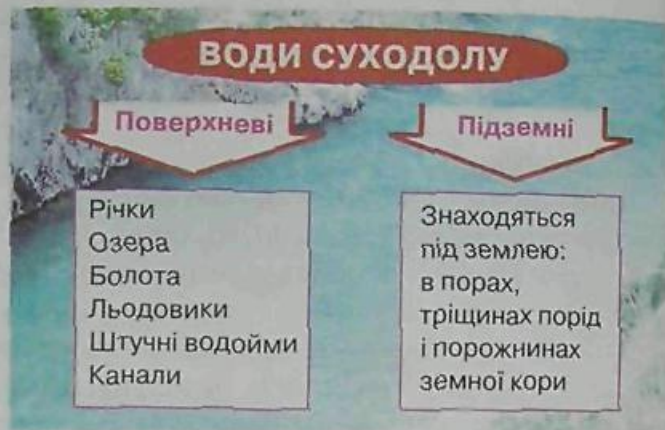 ВОДИ СУХОДОЛУ
Поверхневі
Річки
Озера
Болота
Льодовики
Штучні водойми
Канали
Підземні
Знаходяться
під землею:
в порах,
тріщинах порід
і порожнинах
земної кори